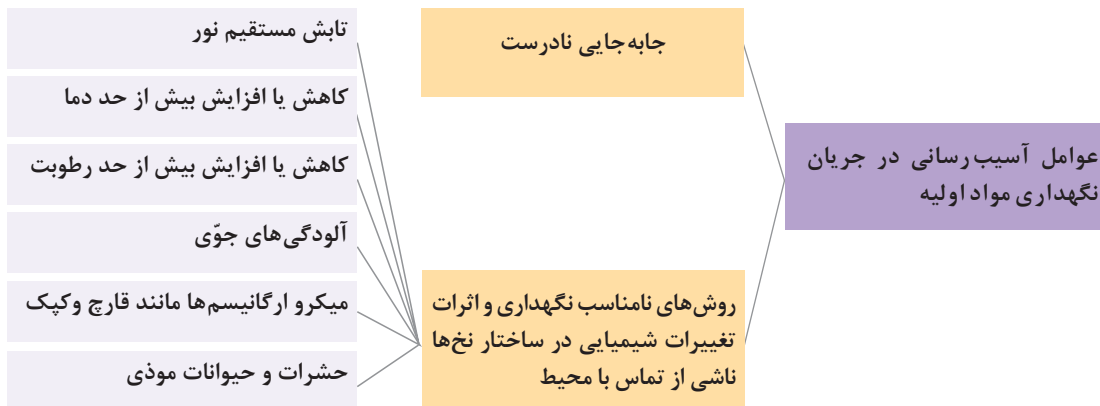 عوامل آسیب‌رسانی در جریان
نگهداری مواد اولیه
جابه‌جایی نادرست
روش‌های نامناسب نگهداری و اثرات
تغییرات شیمیایی در ساختار نخ‌ها
ناشی از تماس با محیط
تابش مستقیم نور
کاهش یا افزایش بیش از حد دما
کاهش یا افزایش بیش از حد رطوبت
آلودگی‌های جوّی
میکرو ارگانیسم‌ها مانند قارچ وکپک
حشرات و حیوانات موذی